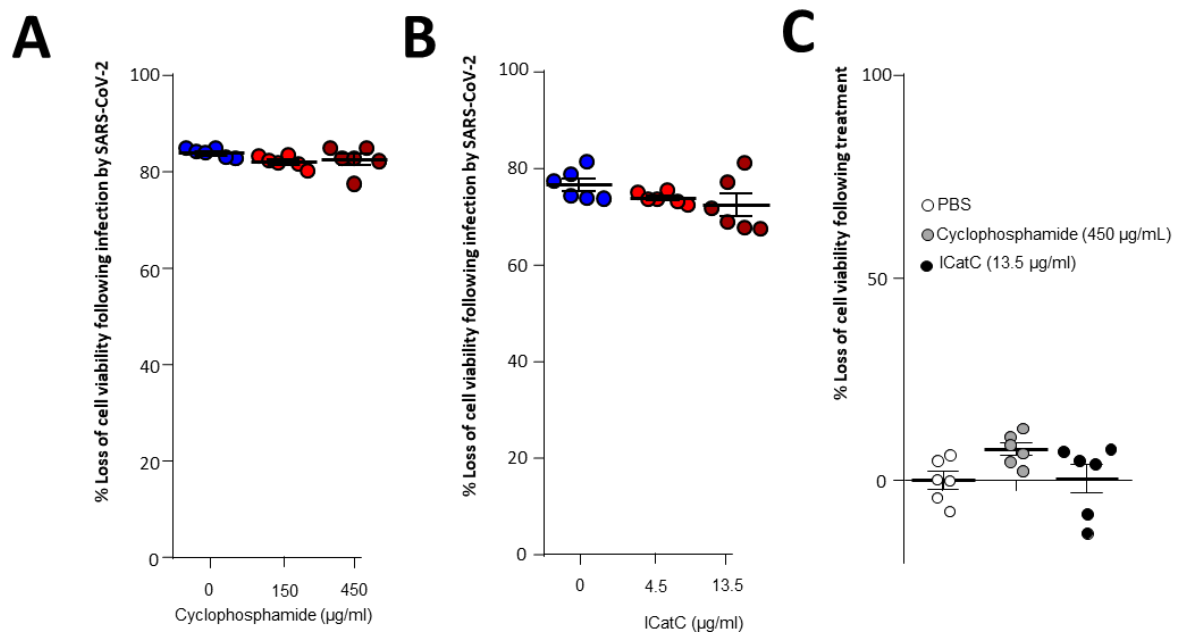 A
% Loss of cell viability following infection by SARS-CoV-2
100
80
60
40
20
0
0 150 450
Cyclophosphamide (µg/ml)
B
% Loss of cell viability following infection by SARS-CoV-2
100
80
60
40
20
0
0 4.5 13.5
ICatC (µg/ml)
C
% Loss of cell viability following treatment
100
50
0
PBS
Cyclophosphamide (450 µg/mL)
ICatC (13.5 µg/ml)